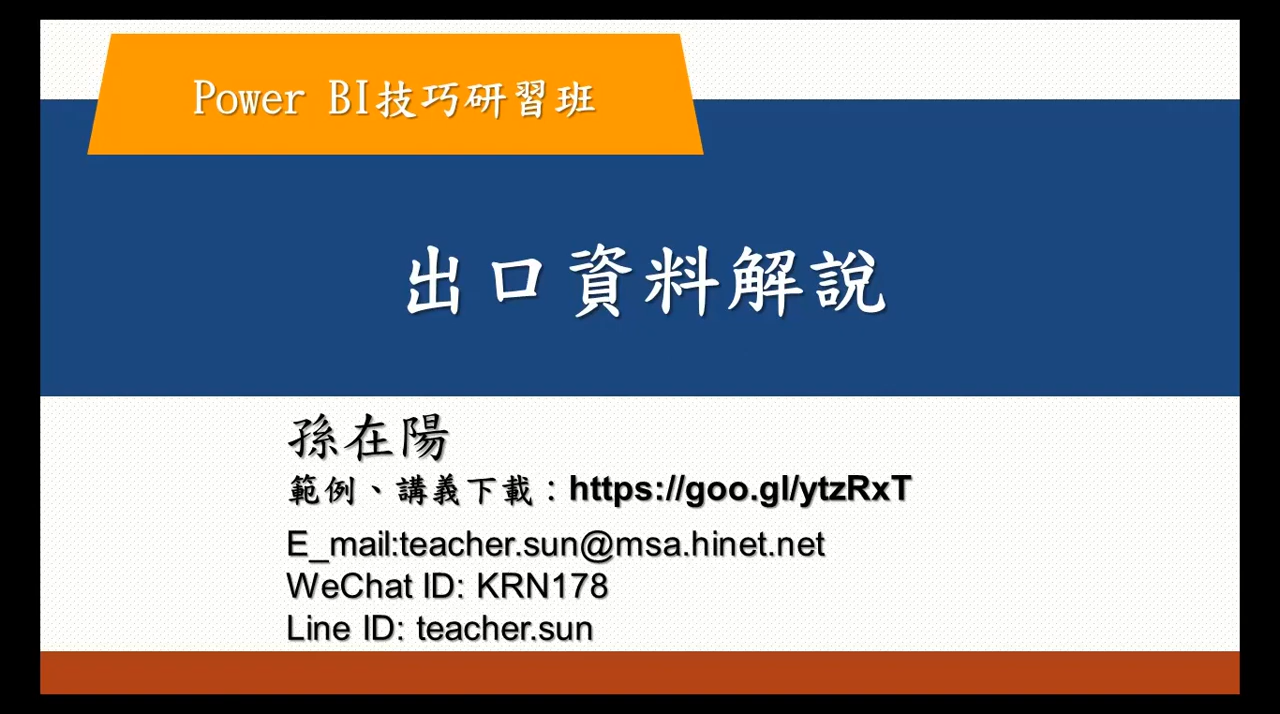 Power BI技巧研習班
出口資料解說
孫在陽
範例、講義下載：https://goo.gl/ytzRxT
E_mail:teacher.sun@msa.hinet.net
WeChat ID: KRN178
Line ID: teacher.sun